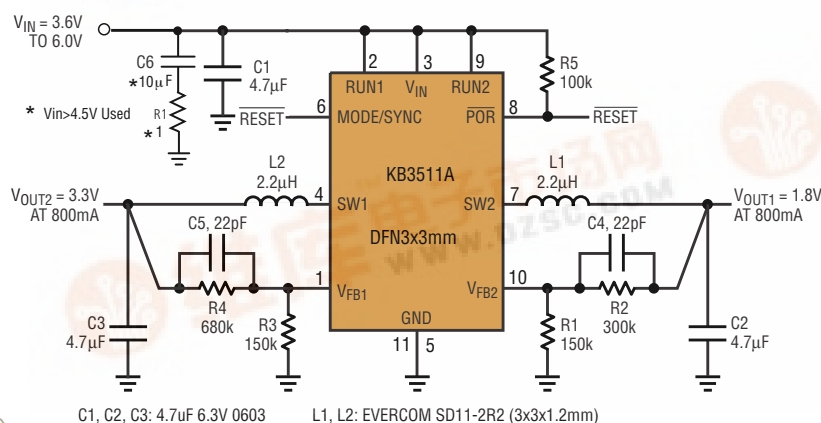 V_IN = 3.6V
TO 6.0V
C6
*10µF
R1
*1
* Vin>4.5V Used
C1
4.7µF
2
3
9
RUN1
V_IN
RUN2
R5
100k
RESET
6
MODE/SYNC
POR
8
RESET
KB3511A
DFN3x3mm
V_OUT2 = 3.3V
AT 800mA
L2
2.2µH
4
SW1
SW2
7
L1
2.2µH
V_OUT1 = 1.8V
AT 800mA
C5, 22pF
R4
680k
1
V_FB1
V_FB2
10
C4, 22pF
R2
300k
C3
4.7µF
R3
150k
GND
11
5
R1
150k
C2
4.7µF
WWW.DZSC.COM
C1, C2, C3: 4.7uF 6.3V 0603
L1, L2: EVERCOM SD11-2R2 (3x3x1.2mm)